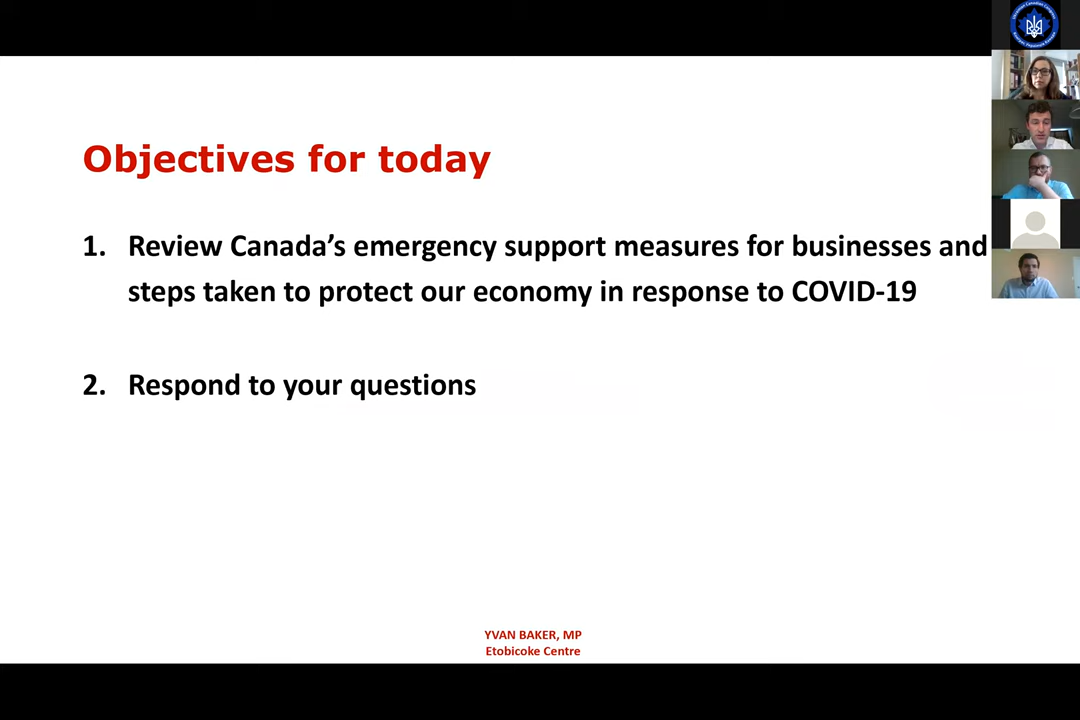 Objectives for today
1. Review Canada's emergency support measures for businesses and
steps taken to protect our economy in response to COVID-19
2. Respond to your questions
YVAN BAKER, MP
Etobicoke Centre